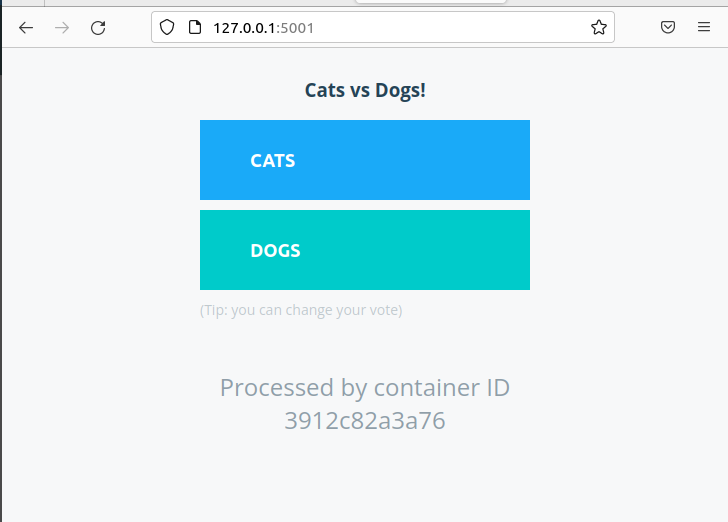 127.0.0.1:5001
Cats vs Dogs!
CATS
DOGS
(Tip: you can change your vote)
Processed by container ID
3912c82a3a76